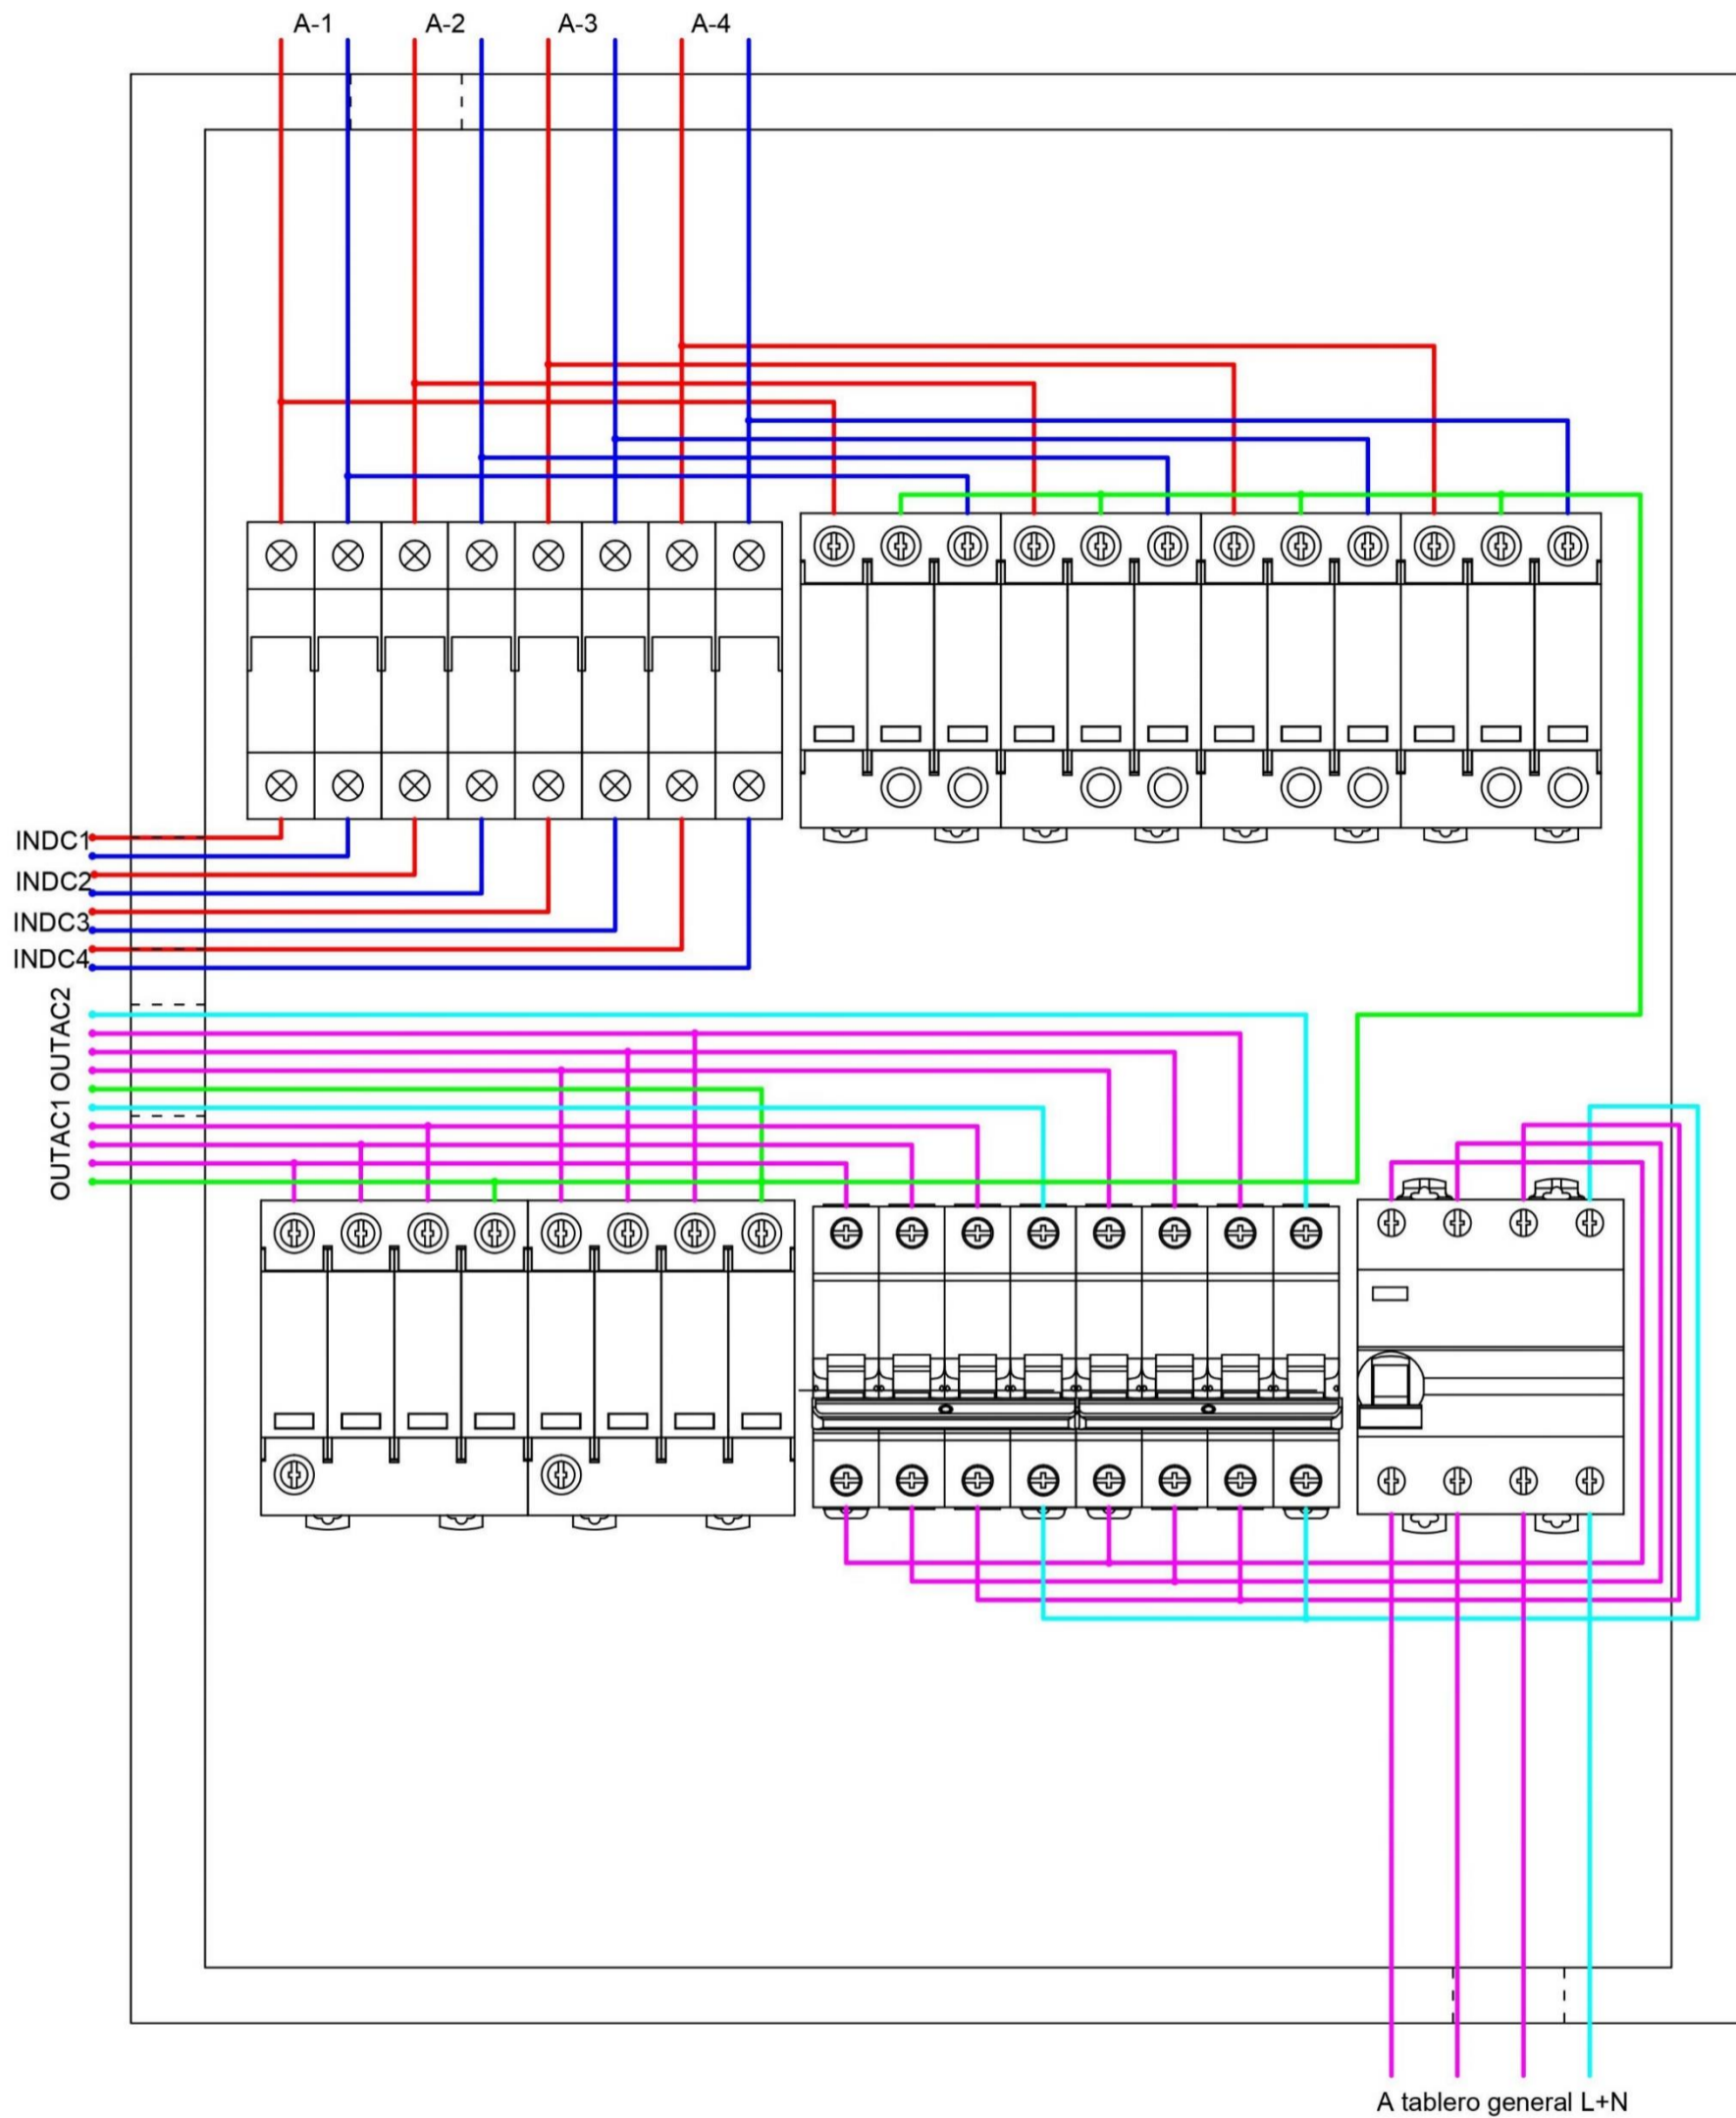 A-1
A-2
A-3
A-4
INDC1
INDC2
INDC3
INDC4
OUTAC2
OUTAC1
A tablero general L+N